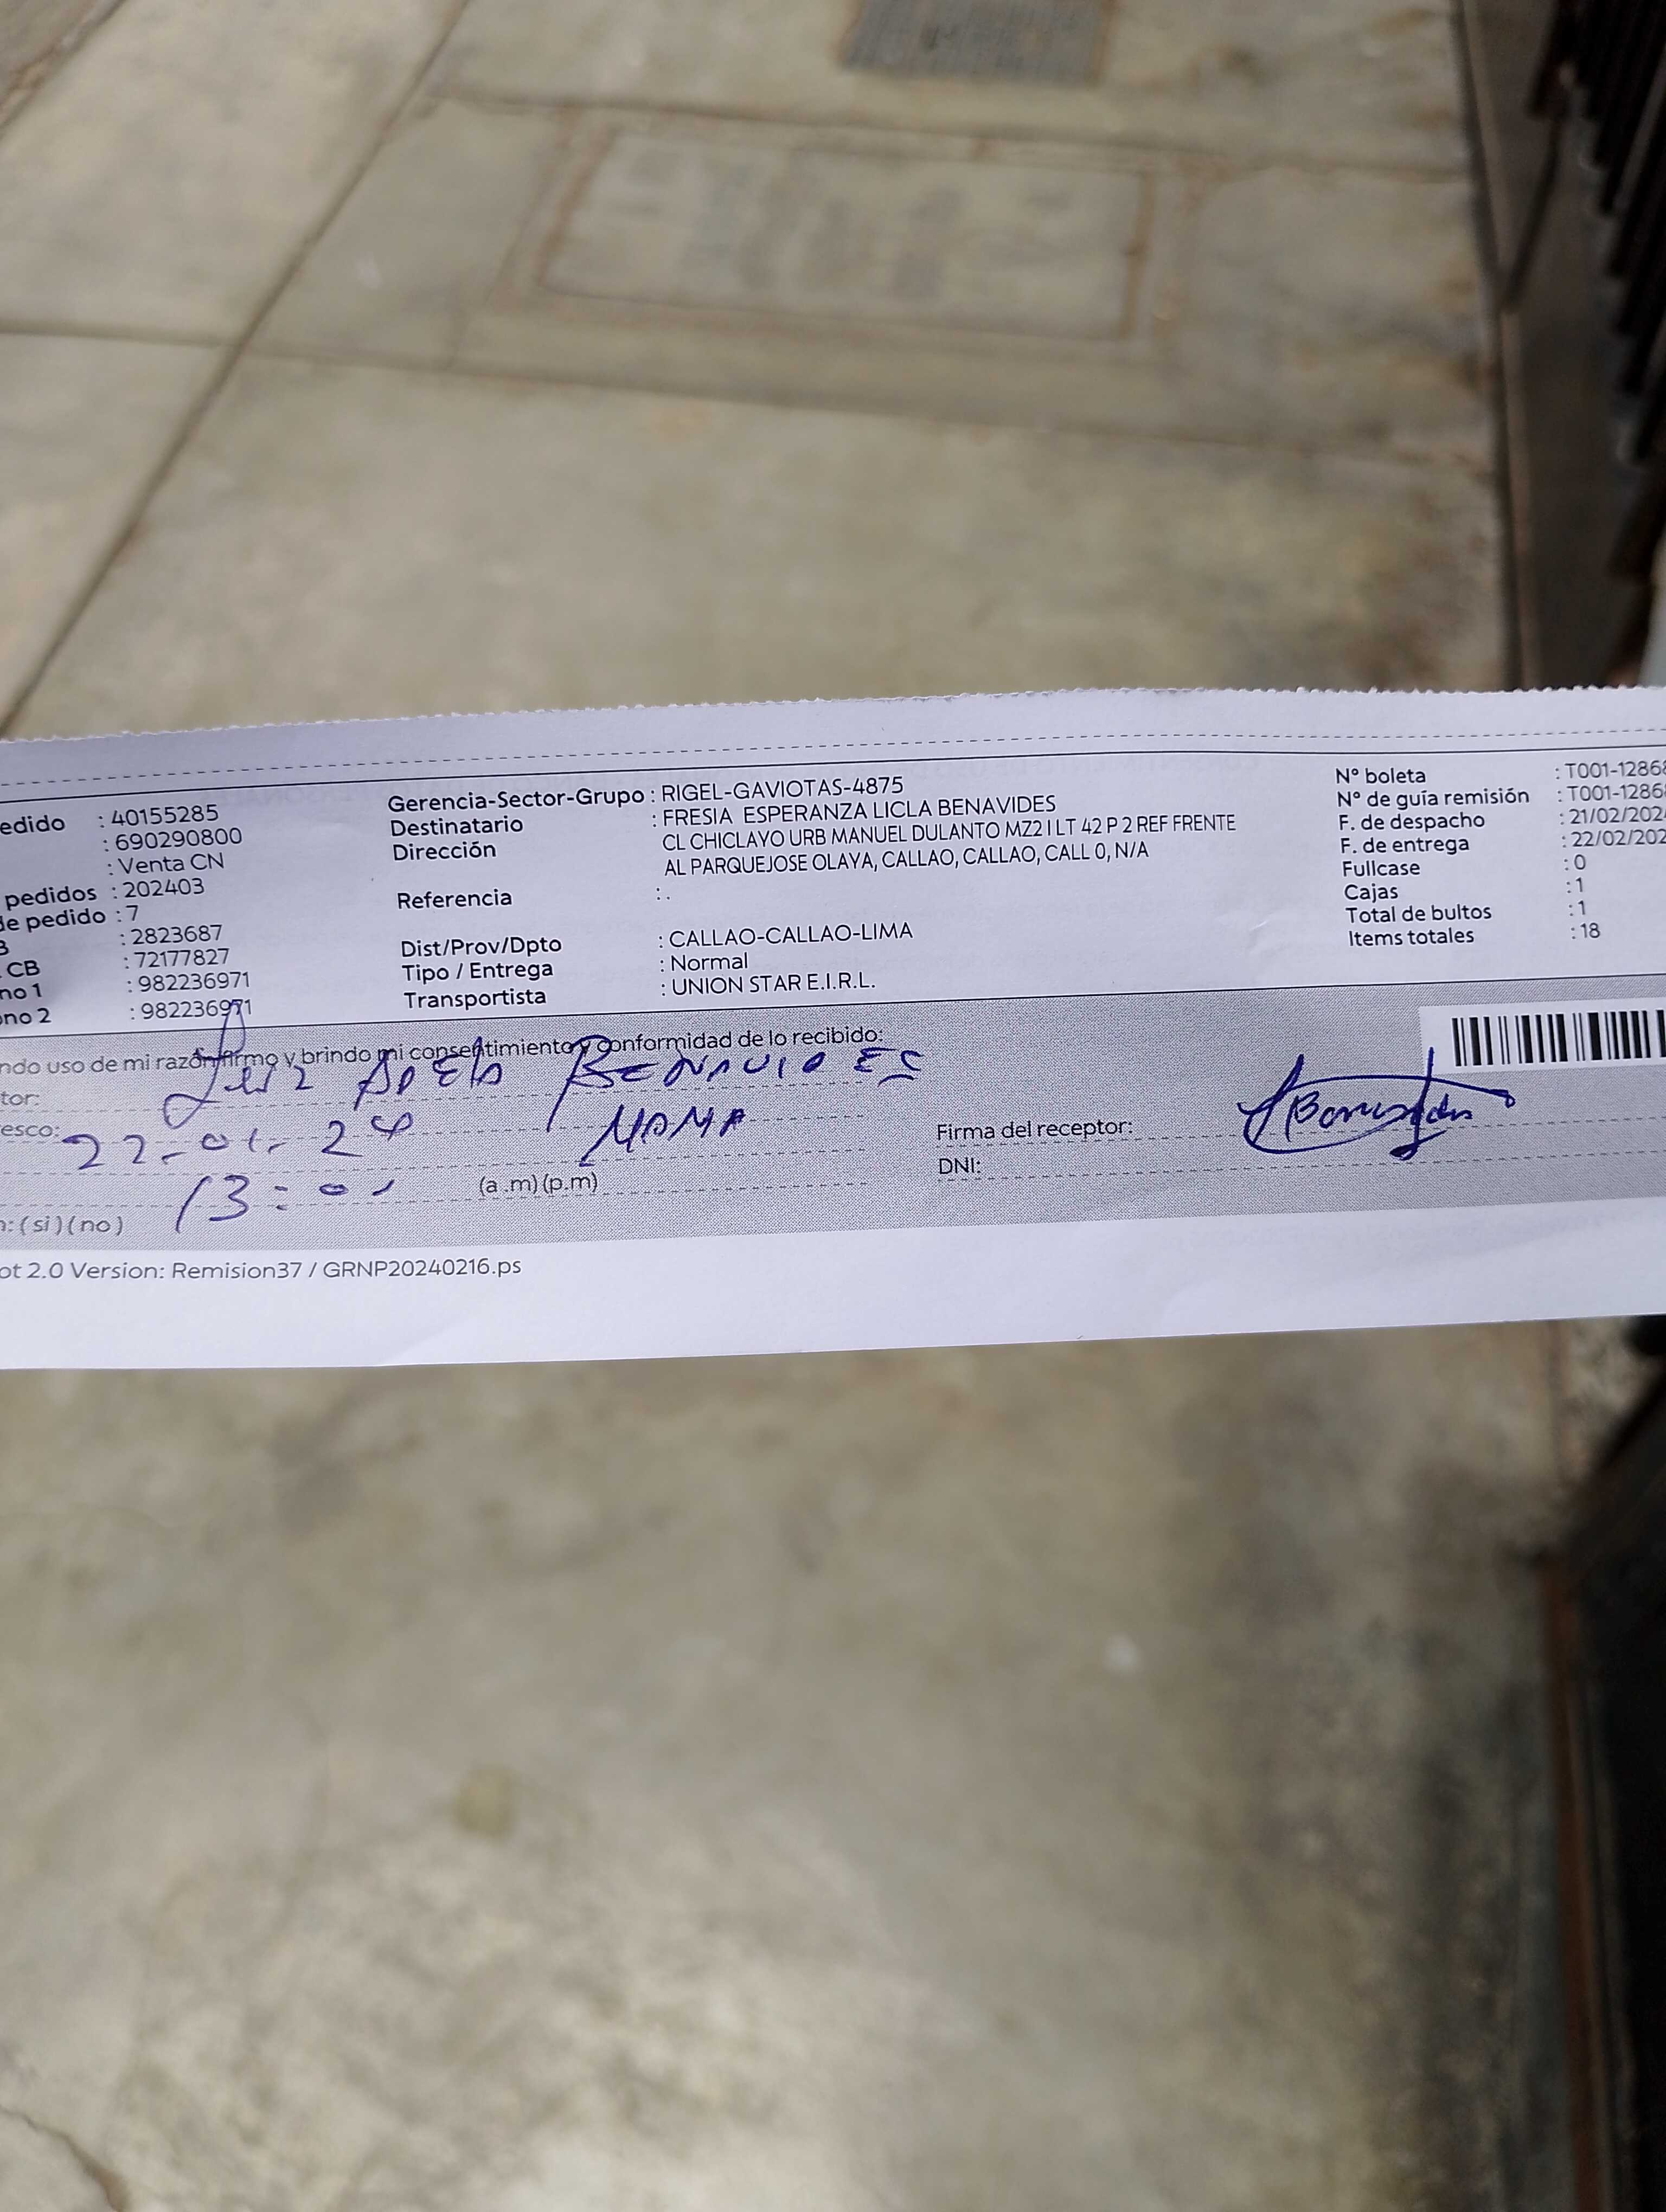 edido : 40155285
: 690290800
: Venta CN
pedidos : 202403
de pedido : 7
B : 2823687
CB : 72177827
no 1 : 982236971
ono 2 : 982236971
Gerencia-Sector-Grupo : RIGEL-GAVIOTAS-4875
Destinatario : FRESIA ESPERANZA LICLA BENAVIDES
Dirección CL CHICLAYO URB MANUEL DULANTO MZ2 I LT 42 P 2 REF FRENTE
AL PARQUEJOSE OLAYA, CALLAO, CALLAO, CALL 0, N/A
Referencia : .
Dist/Prov/Dpto : CALLAO-CALLAO-LIMA
Tipo / Entrega : Normal
Transportista : UNION STAR E.I.R.L.
Nº boleta : T001-1286
Nº de guía remisión : T001-1286
F. de despacho : 21/02/202
F. de entrega : 22/02/202
Fullcase : 0
Cajas : 1
Total de bultos : 1
Items totales : 18
ndo uso de mi razón firmo y brindo mi consentimiento y conformidad de lo recibido:
tor: BENAVIDES
esco: 22-01-24 MAMA
13:01 (a .m) (p.m)
n: ( si ) ( no )
Firma del receptor:
DNI:
ot 2.0 Version: Remision37 / GRNP20240216.ps